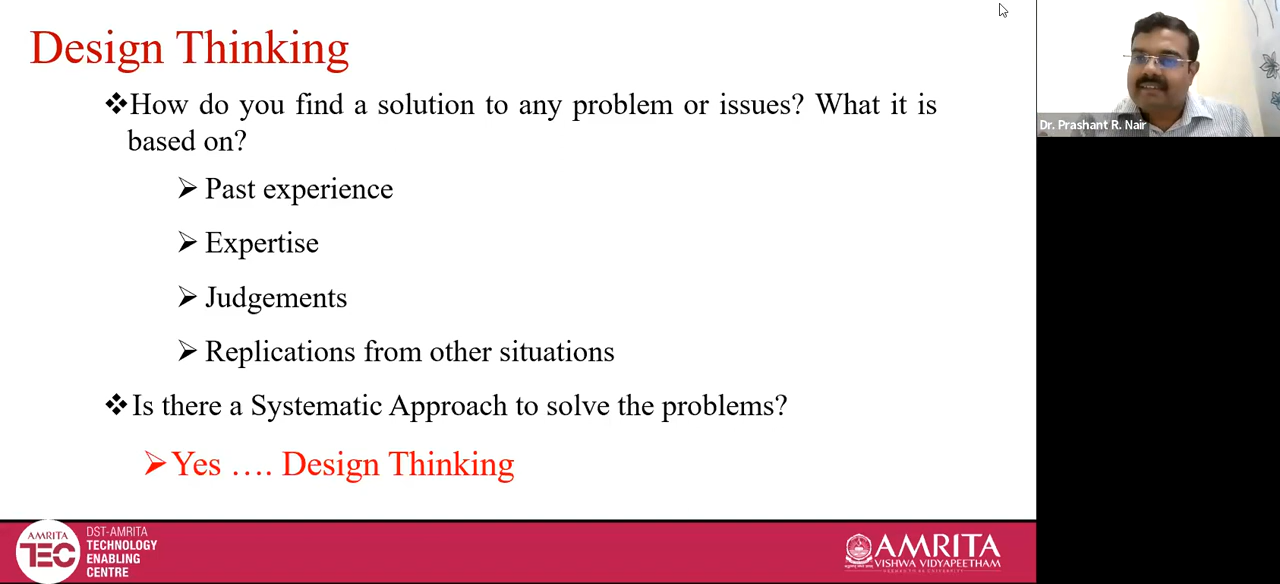 Design Thinking
❖How do you find a solution to any problem or issues? What it is
based on?
➢ Past experience
➢ Expertise
➢ Judgements
➢ Replications from other situations
❖Is there a Systematic Approach to solve the problems?
➢Yes …. Design Thinking
Dr. Prashant R. Nair
AMRITA
TEC
DST-AMRITA
TECHNOLOGY
ENABLING
CENTRE
AMRITA
VISHWA VIDYAPEETHAM